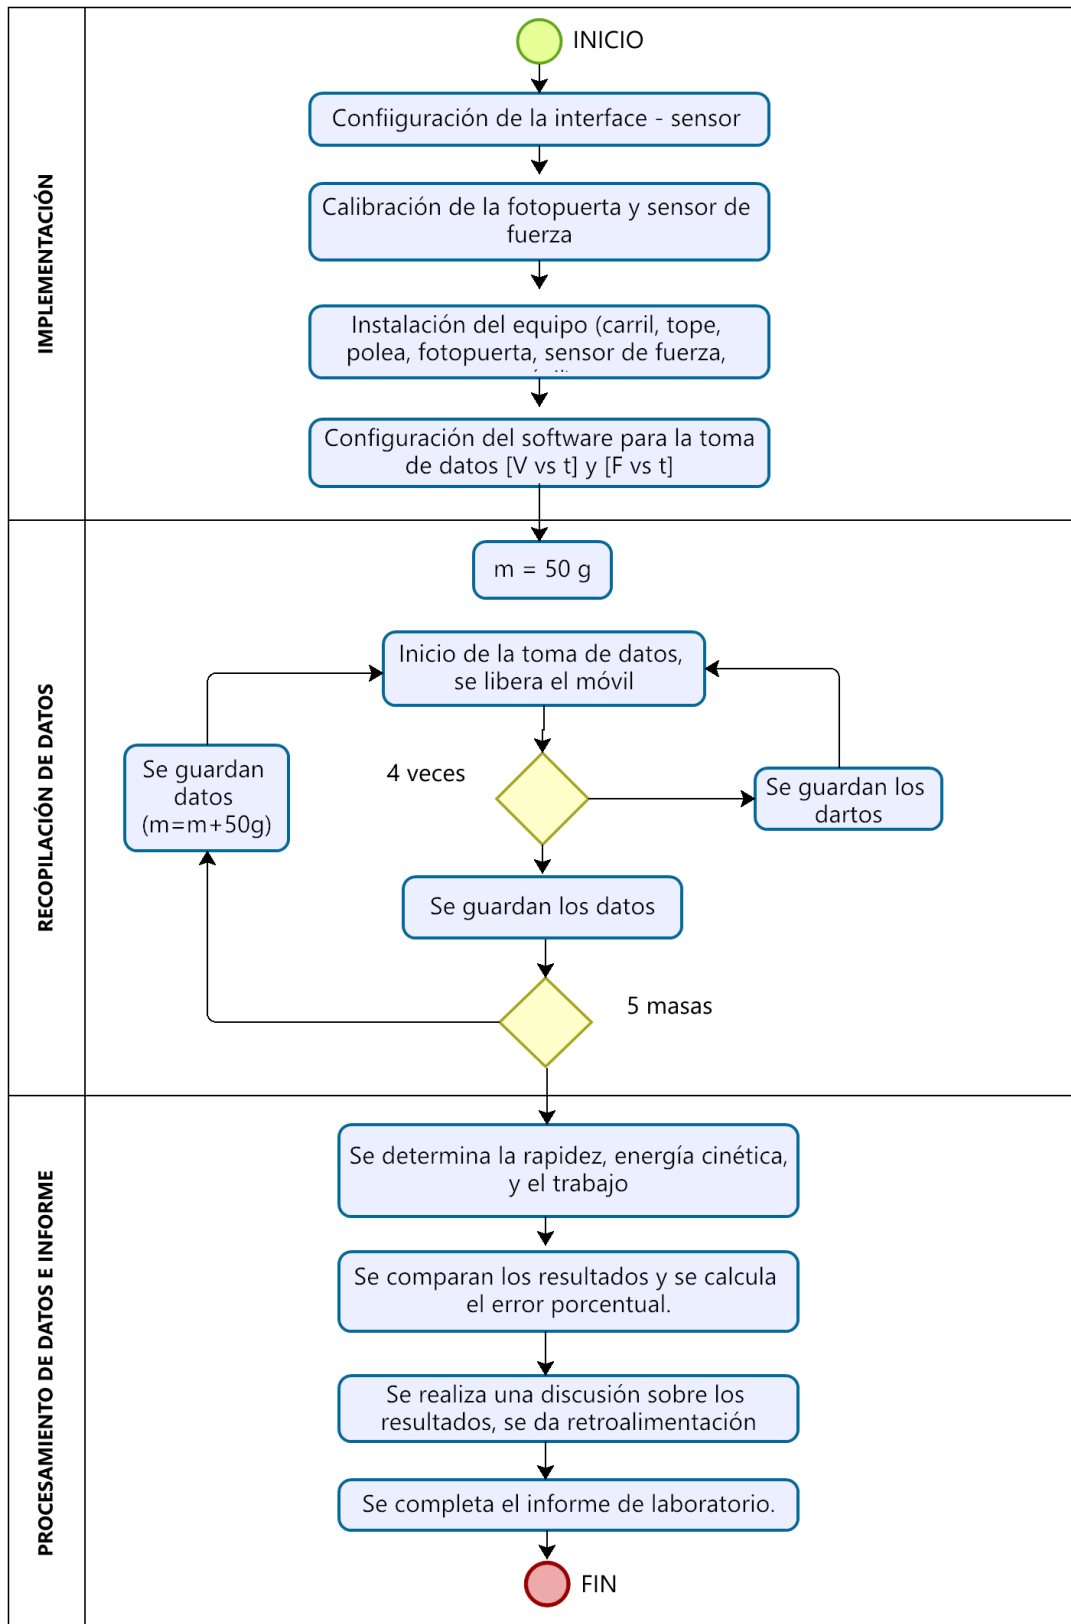 INICIO
IMPLEMENTACIÓN
Confiiguración de la interface - sensor
Calibración de la fotopuerta y sensor de
fuerza
Instalación del equipo (carril, tope,
polea, fotopuerta, sensor de fuerza,
Configuración del software para la toma
de datos [V vs t] y [F vs t]
RECOPILACIÓN DE DATOS
m = 50 g
Inicio de la toma de datos,
se libera el móvil
4 veces
Se guardan los
dartos
Se guardan
datos
(m=m+50g)
Se guardan los datos
5 masas
PROCESAMIENTO DE DATOS E INFORME
Se determina la rapidez, energía cinética,
y el trabajo
Se comparan los resultados y se calcula
el error porcentual.
Se realiza una discusión sobre los
resultados, se da retroalimentación
Se completa el informe de laboratorio.
FIN